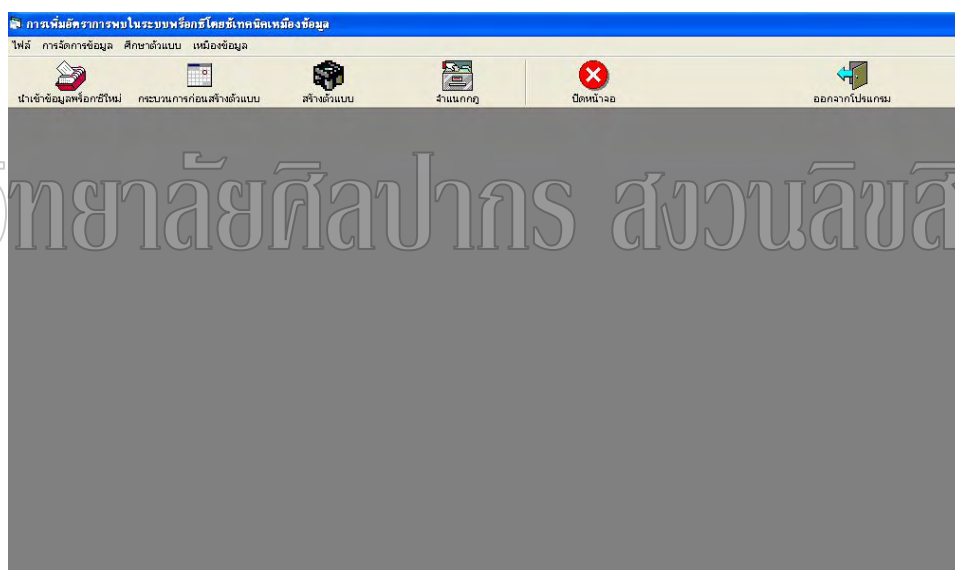 การเพิ่มอัตราการพบในระบบพร็อกซีโดยใช้เทคนิคเหมืองข้อมูล
ไฟล์ การจัดการข้อมูล ศึกษาตัวแบบ เหมืองข้อมูล
นำเข้าข้อมูลพร็อกซีใหม่ กระบวนการก่อนสร้างตัวแบบ สร้างตัวแบบ จำแนกกฎ ปิดหน้าจอ ออกจากโปรแกรม
วิทยาลัยศิลปากร สงวนลิขสิ